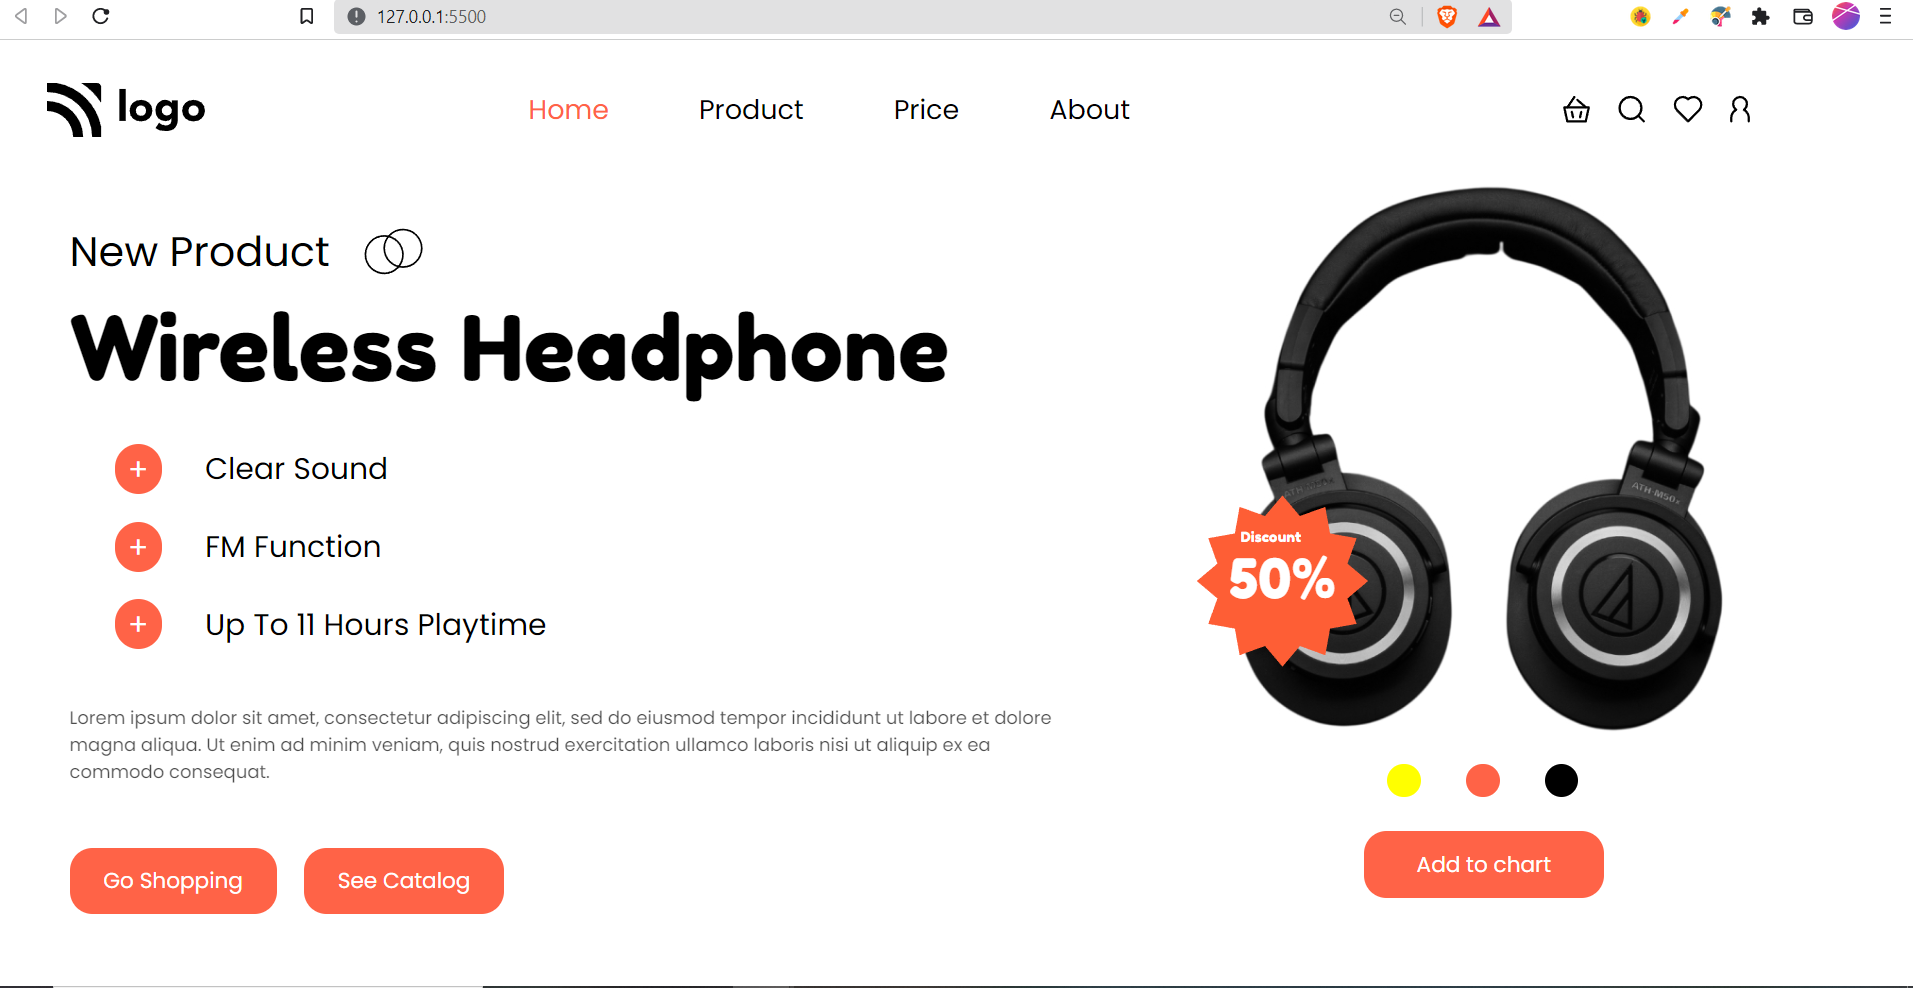 127.0.0.1:5500
logo
Home Product Price About
New Product
Wireless Headphone
+ Clear Sound
+ FM Function
+ Up To 11 Hours Playtime
Lorem ipsum dolor sit amet, consectetur adipiscing elit, sed do eiusmod tempor incididunt ut labore et dolore
magna aliqua. Ut enim ad minim veniam, quis nostrud exercitation ullamco laboris nisi ut aliquip ex ea
commodo consequat.
Go Shopping See Catalog
ATH-M50x
Discount
50%
Add to chart